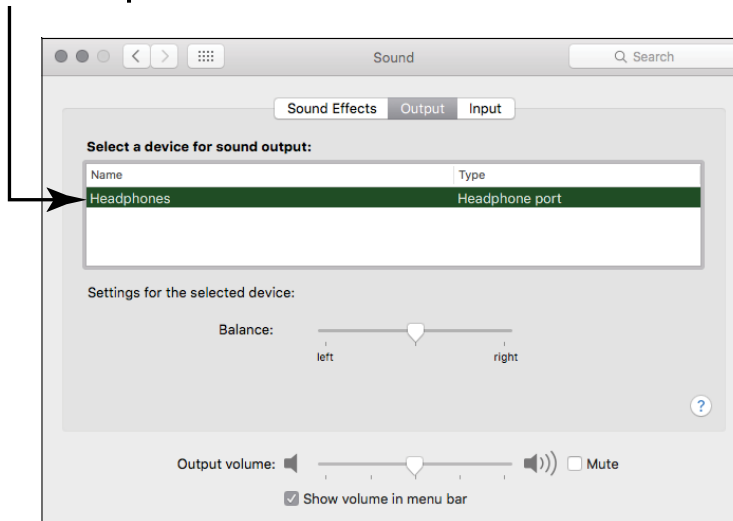 Sound
Search
Sound Effects Output Input
Select a device for sound output:
Name Type
Headphones Headphone port
Settings for the selected device:
Balance:
left right
?
Output volume: Mute
Show volume in menu bar